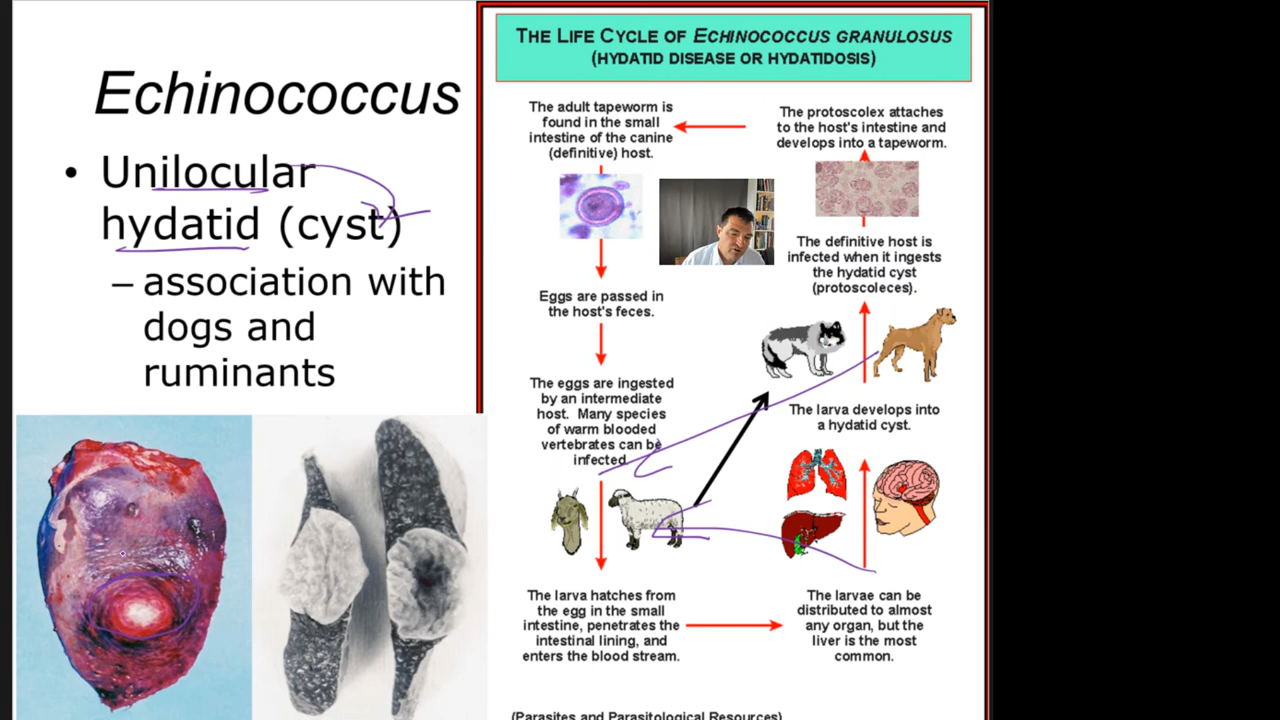 Echinococcus
• Unilocular
hydatid (cyst)
– association with
dogs and
ruminants
THE LIFE CYCLE OF ECHINOCOCCUS GRANULOSUS
(HYDATID DISEASE OR HYDATIDOSIS)
The adult tapeworm is
found in the small
intestine of the canine
(definitive) host.
Eggs are passed in
the host's feces.
The eggs are ingested
by an intermediate
host. Many species
of warm blooded
vertebrates can be
infected.
The larva hatches from
the egg in the small
intestine, penetrates the
intestinal lining, and
enters the blood stream.
The larvae can be
distributed to almost
any organ, but the
liver is the most
common.
The larva develops into
a hydatid cyst.
The definitive host is
infected when it ingests
the hydatid cyst
(protoscoleces).
The protoscolex attaches
to the host's intestine and
develops into a tapeworm.
(Parasites and Parasitological Resources)